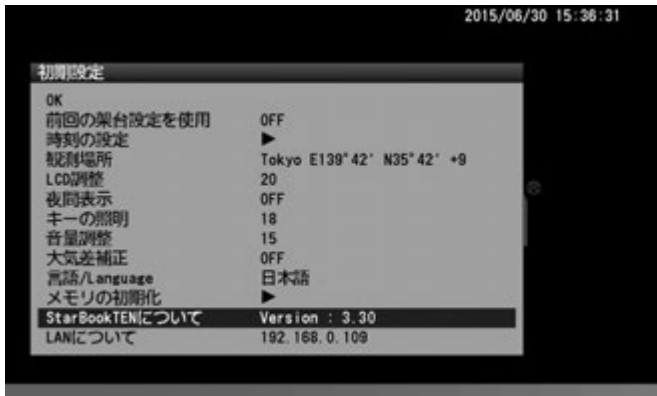 2015/06/30 15:36:31
初期設定
OK
前回の架台設定を使用 OFF
時刻の設定 ▶
観測場所 Tokyo E139°42′ N35°42′ +9
LCD調整 20
夜間表示 OFF
キーの照明 18
音量調整 15
大気差補正 OFF
言語/Language 日本語
メモリの初期化 ▶
StarBookTENについて Version : 3.30
LANについて 192.168.0.109
®